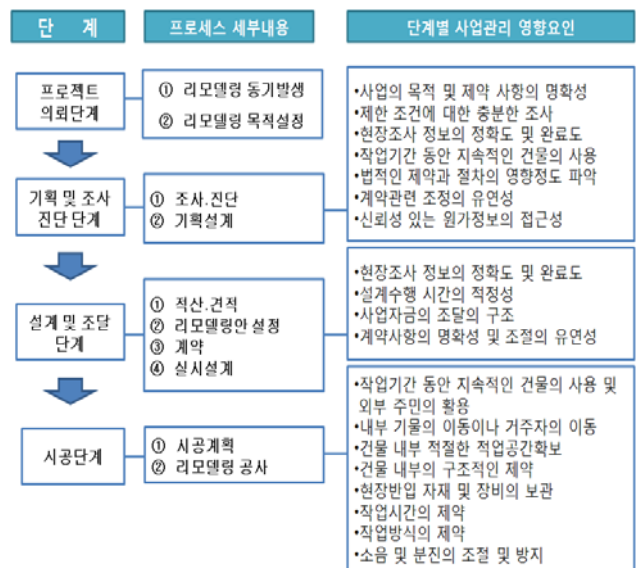 단 계
프로세스 세부내용
단계별 사업관리 영향요인
프로젝트
의뢰단계
① 리모델링 동기발생
② 리모델링 목적설정
기획 및 조사
진단 단계
① 조사.진단
② 기획설계
•사업의 목적 및 제약 사항의 명확성
•제한 조건에 대한 충분한 조사
•현장조사 정보의 정확도 및 완료도
•작업기간 동안 지속적인 건물의 사용
•법적인 제약과 절차의 영향정도 파악
•계약관련 조정의 유연성
•신뢰성 있는 원가정보의 접근성
설계 및 조달
단계
① 적산.견적
② 리모델링안 설정
③ 계약
④ 실시설계
•현장조사 정보의 정확도 및 완료도
•설계수행 시간의 적정성
•사업자금의 조달의 구조
•계약사항의 명확성 및 조절의 유연성
시공단계
① 시공계획
② 리모델링 공사
•작업기간 동안 지속적인 건물의 사용 및
외부 주민의 활용
•내부 기물의 이동이나 거주자의 이동
•건물 내부 적절한 적업공간확보
•건물 내부의 구조적인 제약
•현장반입 자재 및 장비의 보관
•작업시간의 제약
•작업방식의 제약
•소음 및 분진의 조절 및 방지